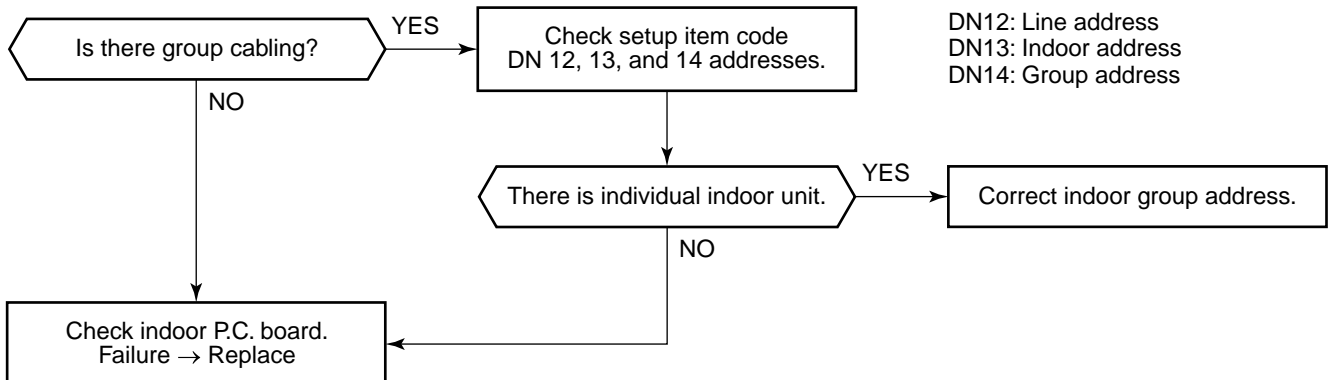 Is there group cabling?
YES
Check setup item code
DN 12, 13, and 14 addresses.
DN12: Line address
DN13: Indoor address
DN14: Group address
NO
There is individual indoor unit.
YES
Correct indoor group address.
NO
Check indoor P.C. board.
Failure → Replace